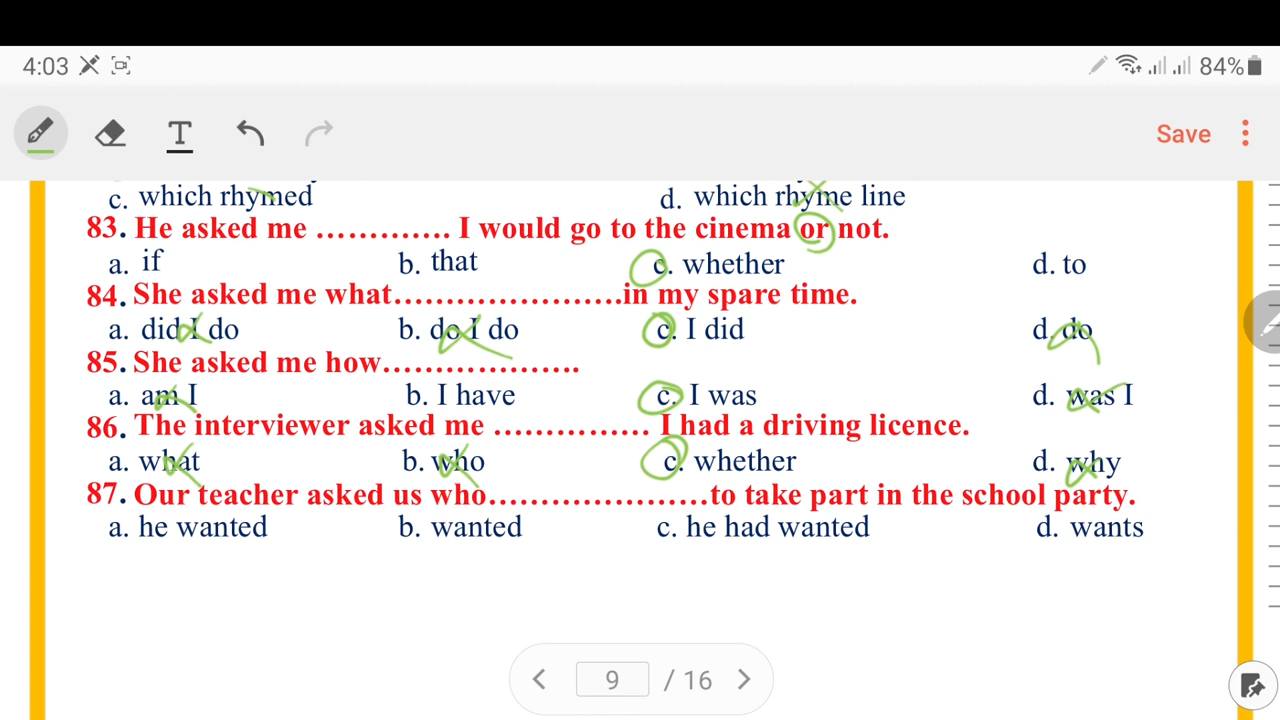 4:03 84%
Save
c. which rhymed d. which rhyme line
83. He asked me …………. I would go to the cinema or not.
a. if b. that c. whether d. to
84. She asked me what………………….in my spare time.
a. did I do b. do I do c. I did d. do
85. She asked me how……………….
a. am I b. I have c. I was d. was I
86. The interviewer asked me …………… I had a driving licence.
a. what b. who c. whether d. why
87. Our teacher asked us who………………….to take part in the school party.
a. he wanted b. wanted c. he had wanted d. wants
9 / 16